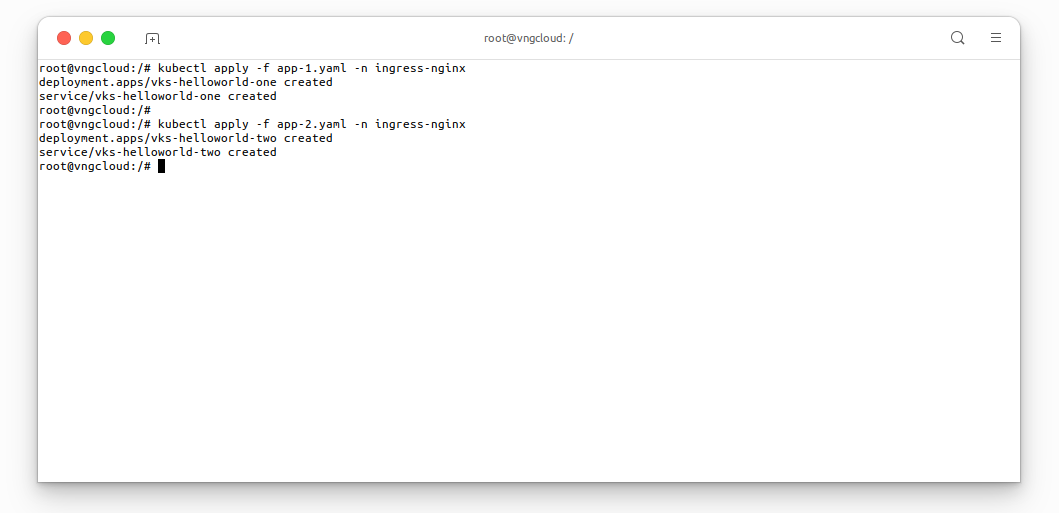 root@vngcloud: /
root@vngcloud:/# kubectl apply -f app-1.yaml -n ingress-nginx
deployment.apps/vks-helloworld-one created
service/vks-helloworld-one created
root@vngcloud:/#
root@vngcloud:/# kubectl apply -f app-2.yaml -n ingress-nginx
deployment.apps/vks-helloworld-two created
service/vks-helloworld-two created
root@vngcloud:/#